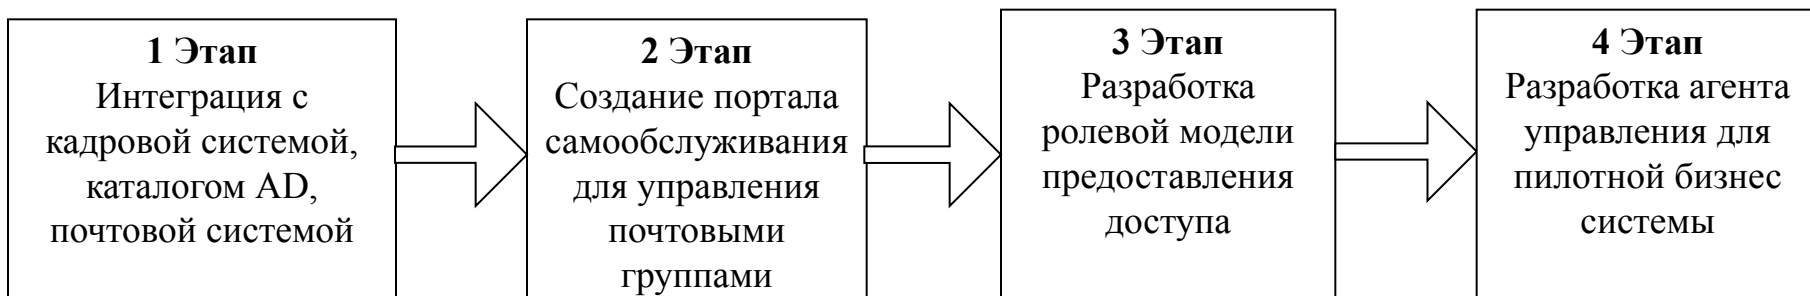 1 Этап
Интеграция с
кадровой системой,
каталогом AD,
почтовой системой
2 Этап
Создание портала
самообслуживания
для управления
почтовыми
группами
3 Этап
Разработка
ролевой модели
предоставления
доступа
4 Этап
Разработка агента
управления для
пилотной бизнес
системы